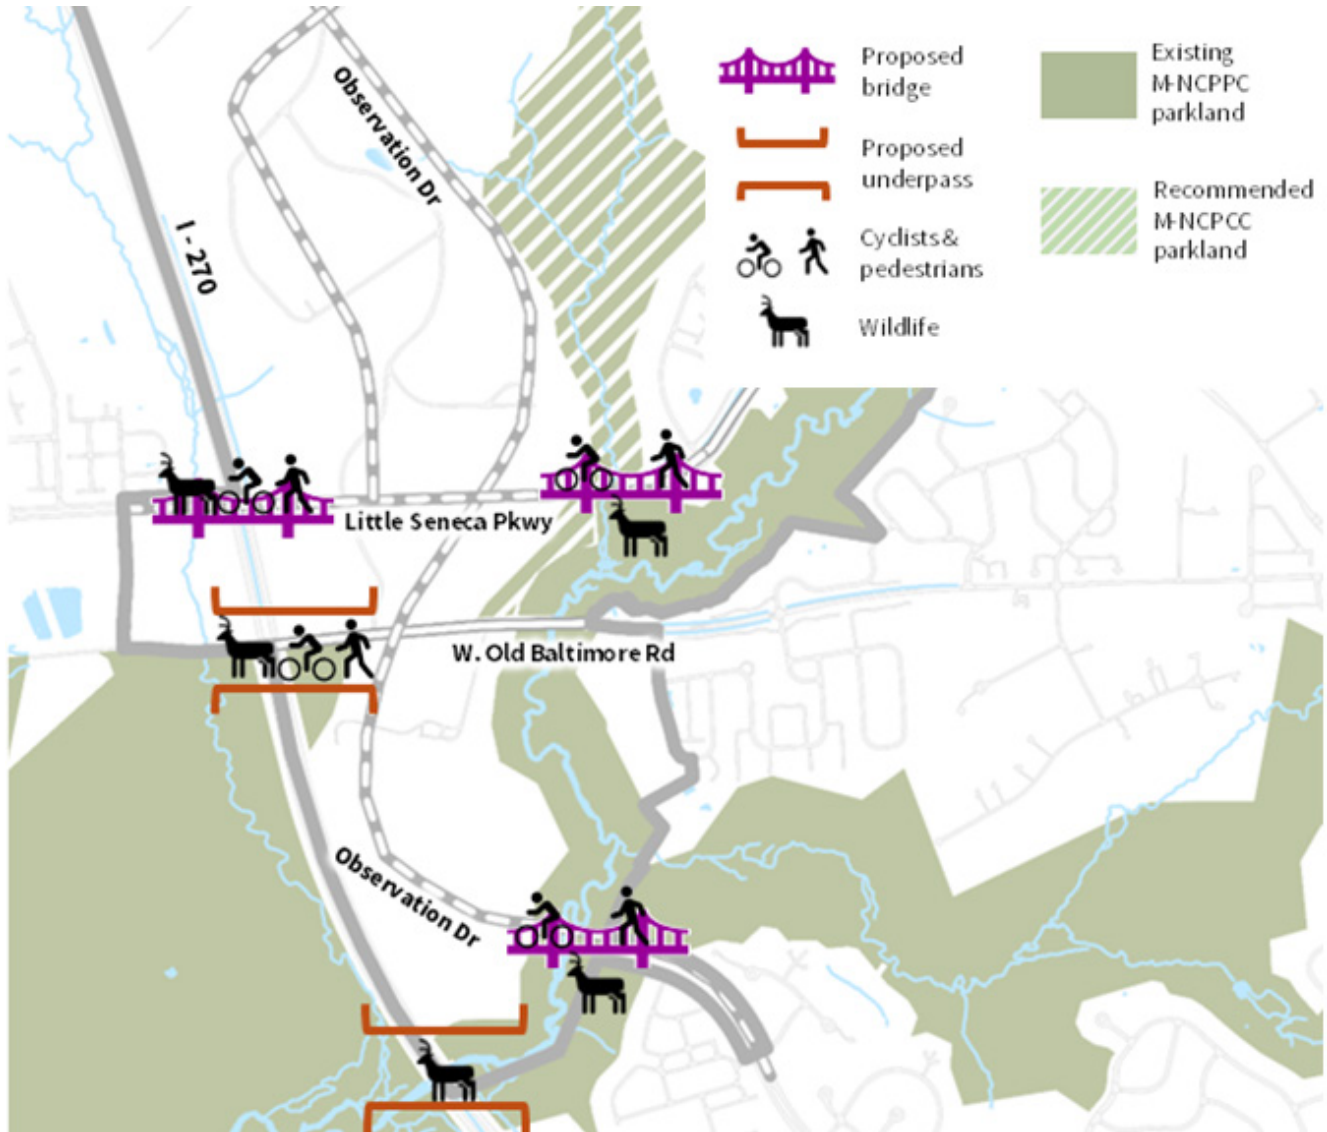 Proposed
bridge
Existing
M-NCPPC
parkland
Proposed
underpass
Recommended
M-NCPCC
parkland
Cyclists &
pedestrians
Wildlife
Observation Dr
I - 270
Little Seneca Pkwy
W. Old Baltimore Rd
Observation Dr